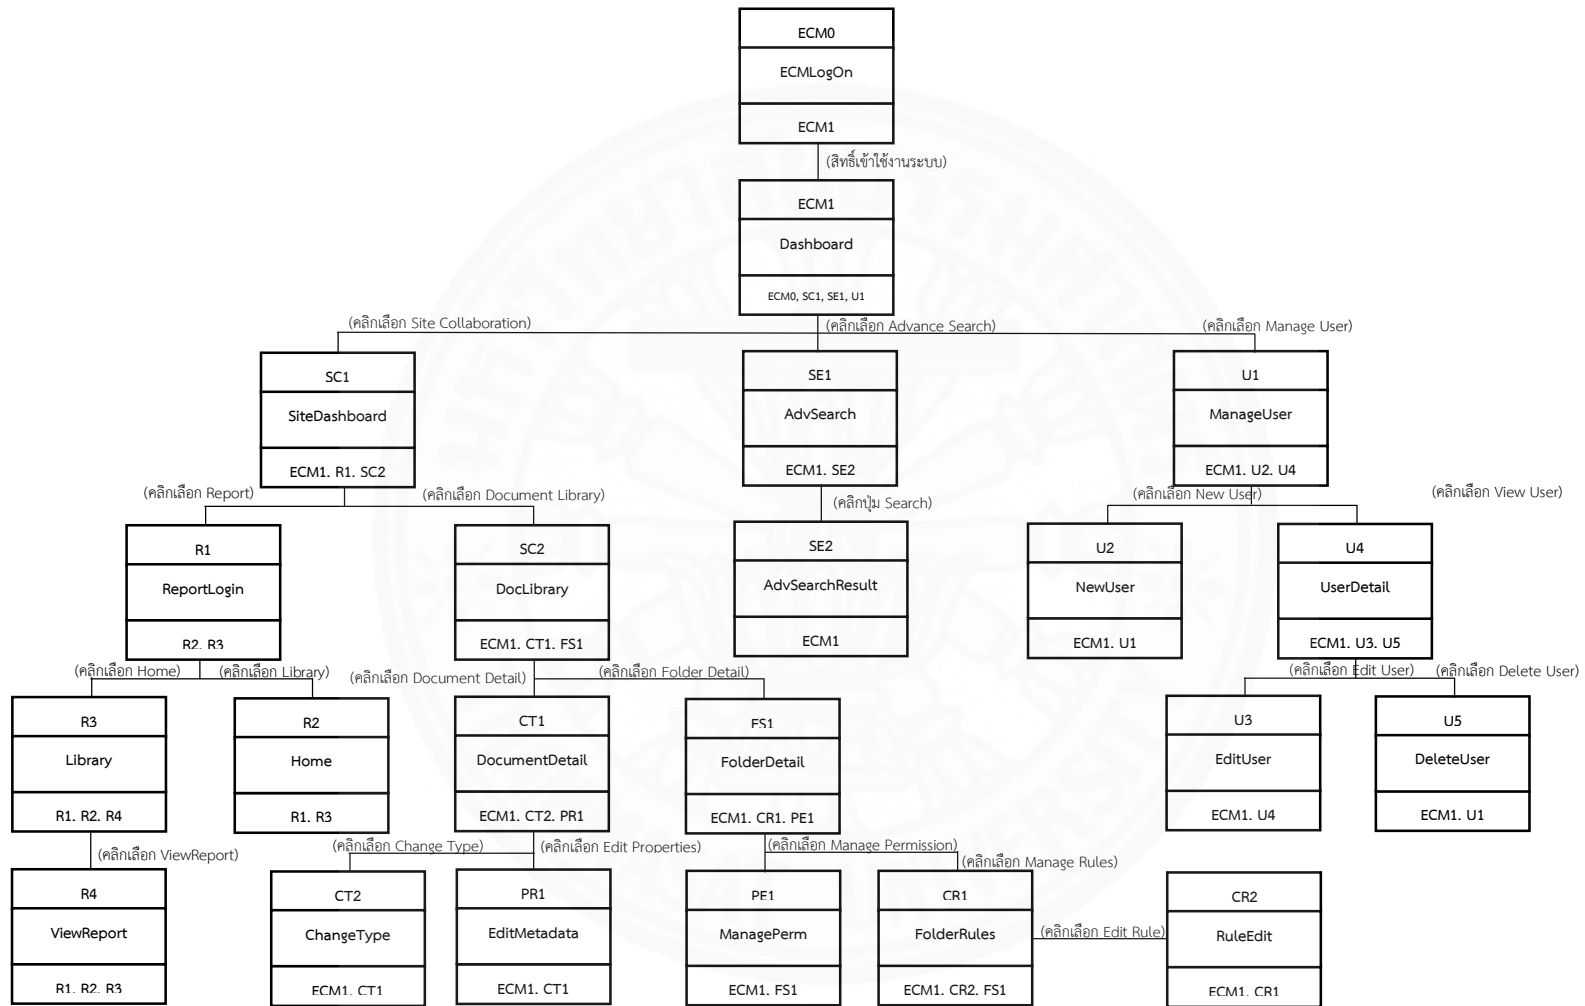 ECM0
ECMLogOn
ECM1
(สิทธิ์เข้าใช้งานระบบ)
ECM1
Dashboard
ECM0, SC1, SE1, U1
(คลิกเลือก Site Collaboration)
(คลิกเลือก Advance Search)
(คลิกเลือก Manage User)
SC1
SiteDashboard
ECM1. R1. SC2
SE1
AdvSearch
ECM1. SE2
U1
ManageUser
ECM1. U2. U4
(คลิกเลือก Report)
(คลิกเลือก Document Library)
(คลิกปุ่ม Search)
(คลิกเลือก New User)
(คลิกเลือก View User)
R1
ReportLogin
R2. R3
SC2
DocLibrary
ECM1. CT1. FS1
SE2
AdvSearchResult
ECM1
U2
NewUser
ECM1. U1
U4
UserDetail
ECM1. U3. U5
(คลิกเลือก Home)
(คลิกเลือก Library)
(คลิกเลือก Document Detail)
(คลิกเลือก Folder Detail)
(คลิกเลือก Edit User)
(คลิกเลือก Delete User)
R3
Library
R1. R2. R4
R2
Home
R1. R3
CT1
DocumentDetail
ECM1. CT2. PR1
FS1
FolderDetail
ECM1. CR1. PE1
U3
EditUser
ECM1. U4
U5
DeleteUser
ECM1. U1
(คลิกเลือก ViewReport)
(คลิกเลือก Change Type)
(คลิกเลือก Edit Properties)
(คลิกเลือก Manage Permission)
(คลิกเลือก Manage Rules)
R4
ViewReport
R1. R2. R3
CT2
ChangeType
ECM1. CT1
PR1
EditMetadata
ECM1. CT1
PE1
ManagePerm
ECM1. FS1
CR1
FolderRules
ECM1. CR2. FS1
(คลิกเลือก Edit Rule)
CR2
RuleEdit
ECM1. CR1